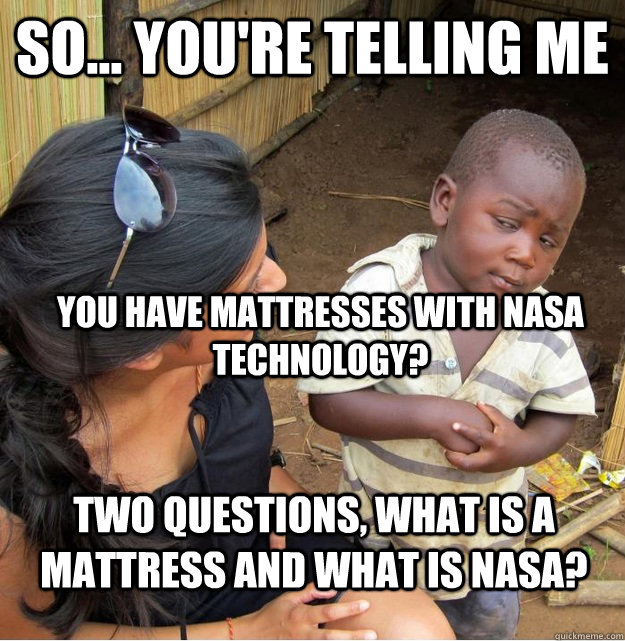 SO... YOU'RE TELLING ME
YOU HAVE MATTRESSES WITH NASA
TECHNOLOGY?
TWO QUESTIONS, WHAT IS A
MATTRESS AND WHAT IS NASA?
quickmeme.com